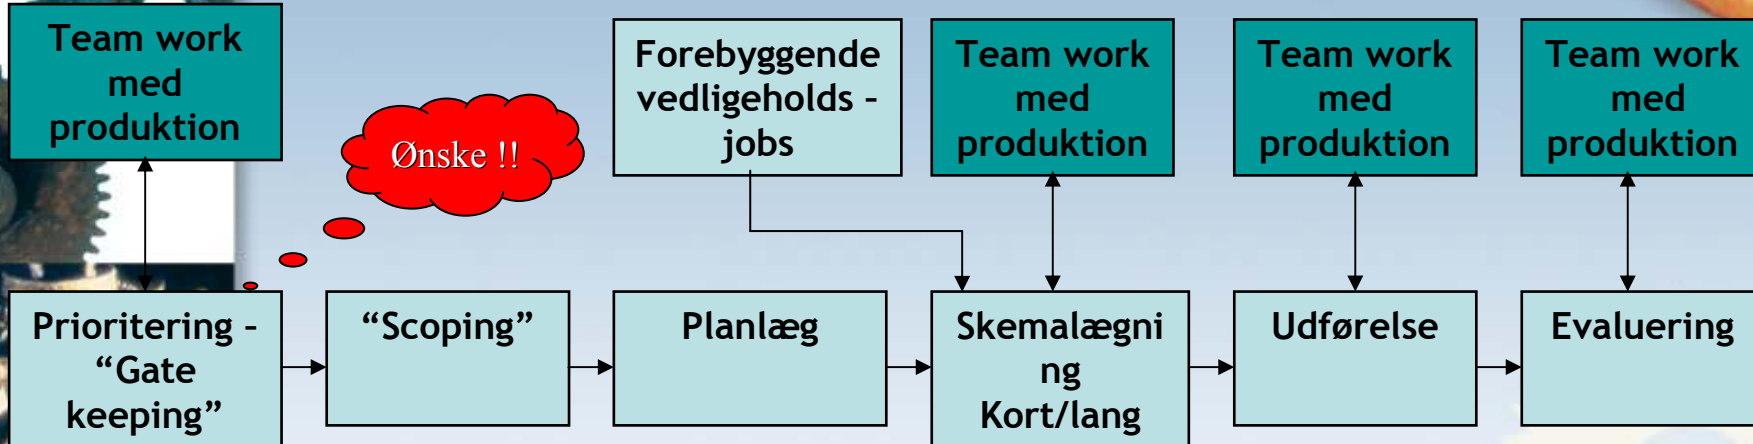 Team work
med
produktion
Ønske !!
Forebyggende
vedligeholds -
jobs
Team work
med
produktion
Team work
med
produktion
Team work
med
produktion
Prioritering -
“Gate
keeping”
“Scoping”
Planlæg
Skemalægni
ng
Kort/lang
Udførelse
Evaluering